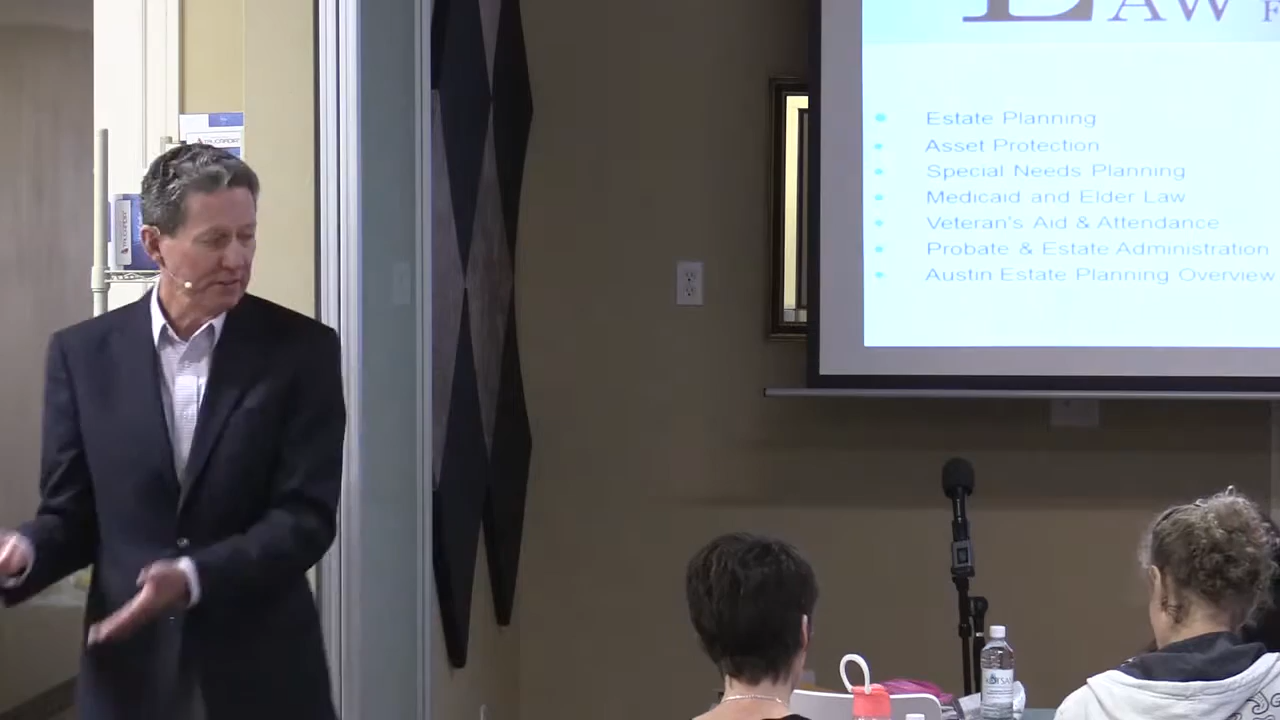 LAW F
Estate Planning
Asset Protection
Special Needs Planning
Medicaid and Elder Law
Veteran's Aid & Attendance
Probate & Estate Administration
Austin Estate Planning Overview